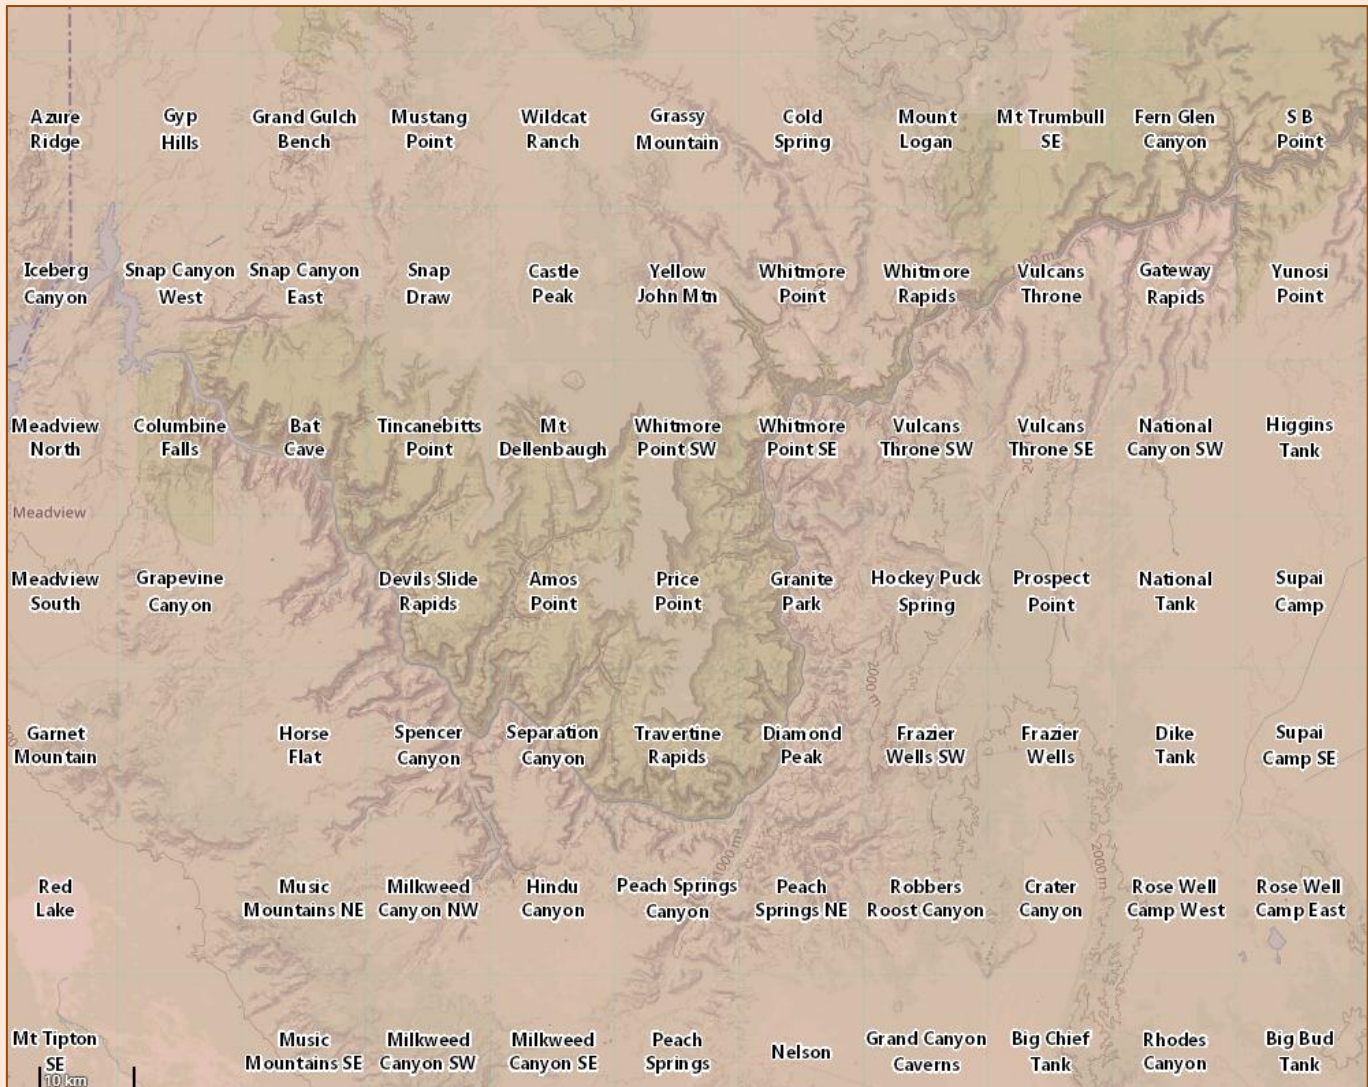 Azure
Ridge
Gyp
Hills
Grand Gulch
Bench
Mustang
Point
Wildcat
Ranch
Grassy
Mountain
Cold
Spring
Mount
Logan
Mt Trumbull
SE
Fern Glen
Canyon
S B
Point
Iceberg
Canyon
Snap Canyon
West
Snap Canyon
East
Snap
Draw
Castle
Peak
Yellow
John Mtn
Whitmore
Point
Whitmore
Rapids
Vulcans
Throne
Gateway
Rapids
Yunosi
Point
Meadview
North
Columbine
Falls
Bat
Cave
Tincanebitts
Point
Mt
Dellenbaugh
Whitmore
Point SW
Whitmore
Point SE
Vulcans
Throne SW
Vulcans
Throne SE
National
Canyon SW
Higgins
Tank
Meadview
Meadview
South
Grapevine
Canyon
Devils Slide
Rapids
Amos
Point
Price
Point
Granite
Park
Hockey Puck
Spring
Prospect
Point
National
Tank
Supai
Camp
2000 m
Garnet
Mountain
Horse
Flat
Spencer
Canyon
Separation
Canyon
Travertine
Rapids
Diamond
Peak
Frazier
Wells SW
Frazier
Wells
Dike
Tank
Supai
Camp SE
1000 m
2000 m
Red
Lake
Music
Mountains NE
Milkweed
Canyon NW
Hindu
Canyon
Peach Springs
Canyon
Peach
Springs NE
Robbers
Roost Canyon
Crater
Canyon
Rose Well
Camp West
Rose Well
Camp East
Mt Tipton
SE
Music
Mountains SE
Milkweed
Canyon SW
Milkweed
Canyon SE
Peach
Springs
Nelson
Grand Canyon
Caverns
Big Chief
Tank
Rhodes
Canyon
Big Bud
Tank
10 km